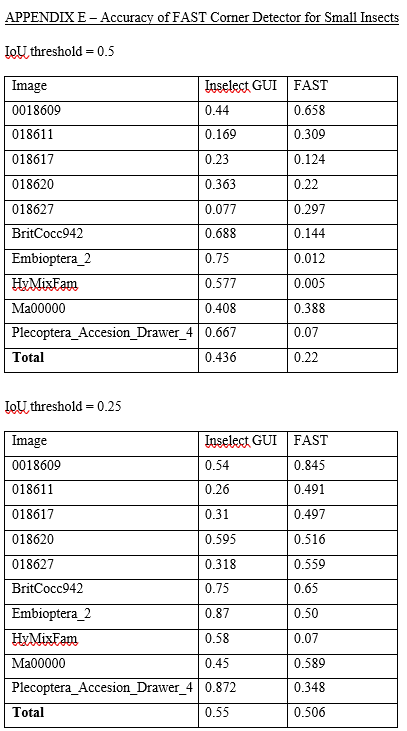 APPENDIX E – Accuracy of FAST Corner Detector for Small Insects
IoU threshold = 0.5
Image Inselect GUI FAST
0018609 0.44 0.658
018611 0.169 0.309
018617 0.23 0.124
018620 0.363 0.22
018627 0.077 0.297
BritCocc942 0.688 0.144
Embioptera_2 0.75 0.012
HyMixFam 0.577 0.005
Ma00000 0.408 0.388
Plecoptera_Accesion_Drawer_4 0.667 0.07
Total 0.436 0.22
IoU threshold = 0.25
Image Inselect GUI FAST
0018609 0.54 0.845
018611 0.26 0.491
018617 0.31 0.497
018620 0.595 0.516
018627 0.318 0.559
BritCocc942 0.75 0.65
Embioptera_2 0.87 0.50
HyMixFam 0.58 0.07
Ma00000 0.45 0.589
Plecoptera_Accesion_Drawer_4 0.872 0.348
Total 0.55 0.506